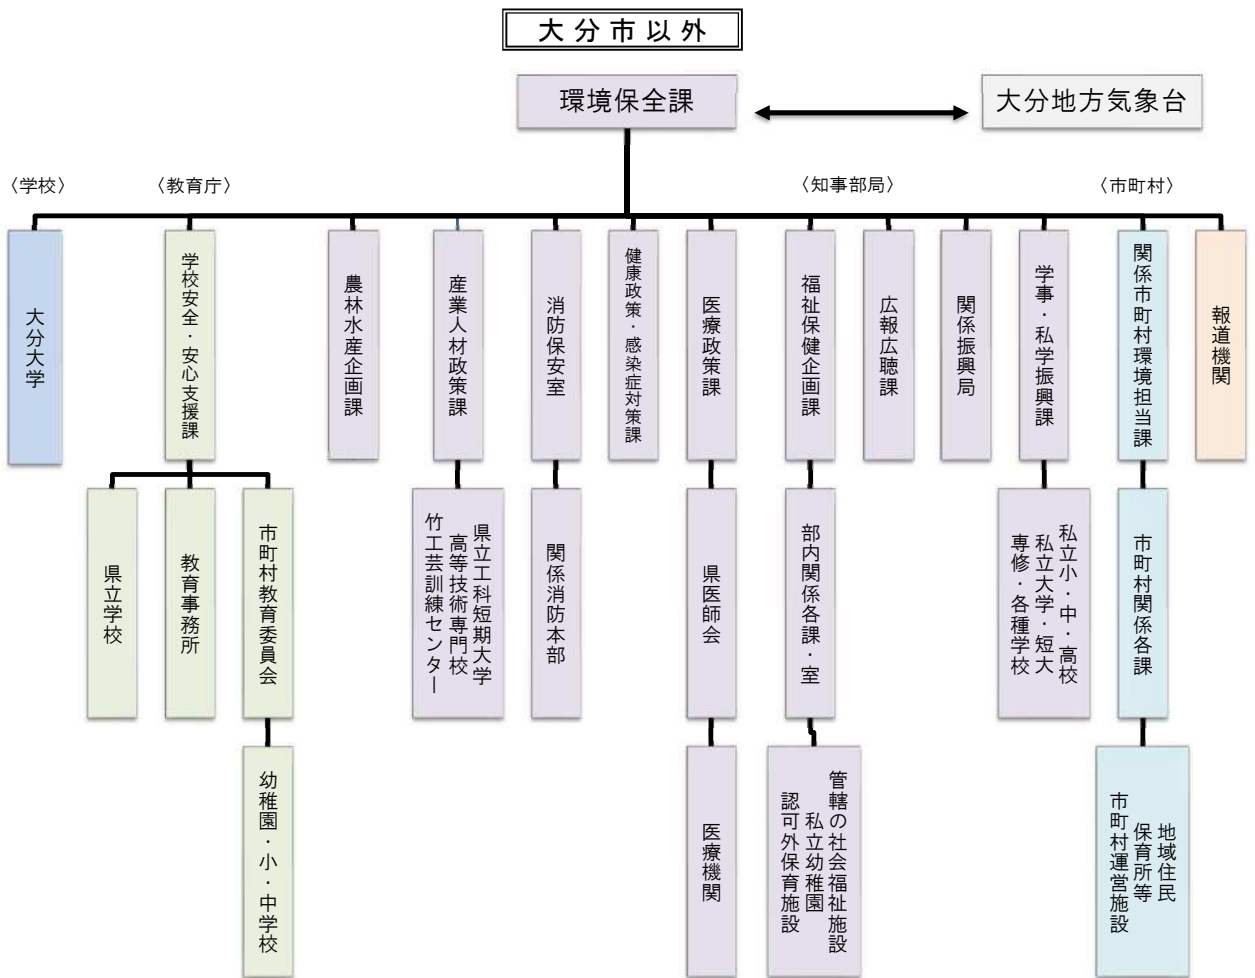 大分市以外
環境保全課
大分地方気象台
〈学校〉
〈教育庁〉
〈知事部局〉
〈市町村〉
大分大学
学校安全・安心支援課
農林水産企画課
産業人材政策課
消防保安室
健康政策・感染症対策課
医療政策課
福祉保健企画課
広報広聴課
関係振興局
学事・私学振興課
関係市町村環境担当課
報道機関
県立学校
教育事務所
市町村教育委員会
県立工科短期大学
高等技術専門校
竹工芸訓練センター
関係消防本部
県医師会
部内関係各課・室
私立小・中・高校
私立大学・短大
専修・各種学校
市町村関係各課
幼稚園・小・中学校
医療機関
管轄の社会福祉施設
私立幼稚園
認可外保育施設
地域住民
保育所等
市町村運営施設